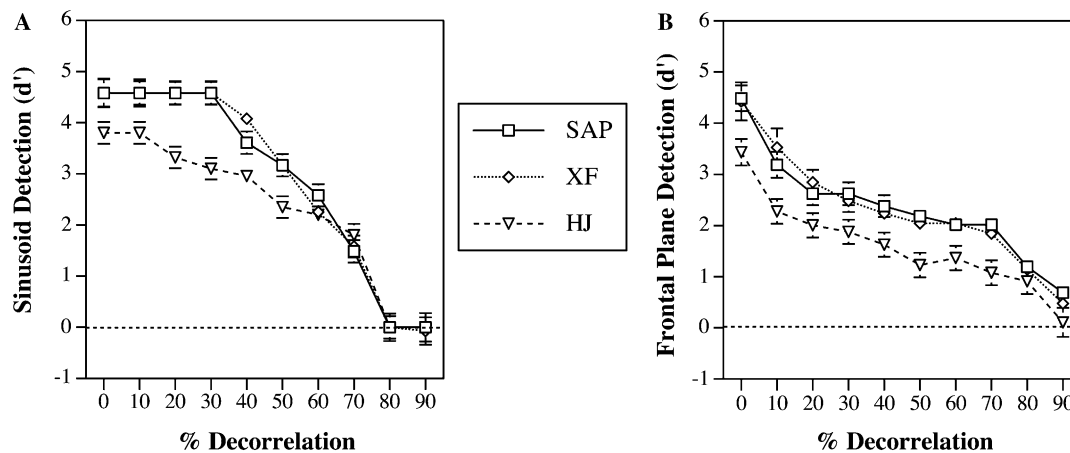 A
Sinusoid Detection (d')
6
5
4
3
2
1
0
-1
0 10 20 30 40 50 60 70 80 90
% Decorrelation
SAP
XF
HJ
B
Frontal Plane Detection (d')
6
5
4
3
2
1
0
-1
0 10 20 30 40 50 60 70 80 90
% Decorrelation